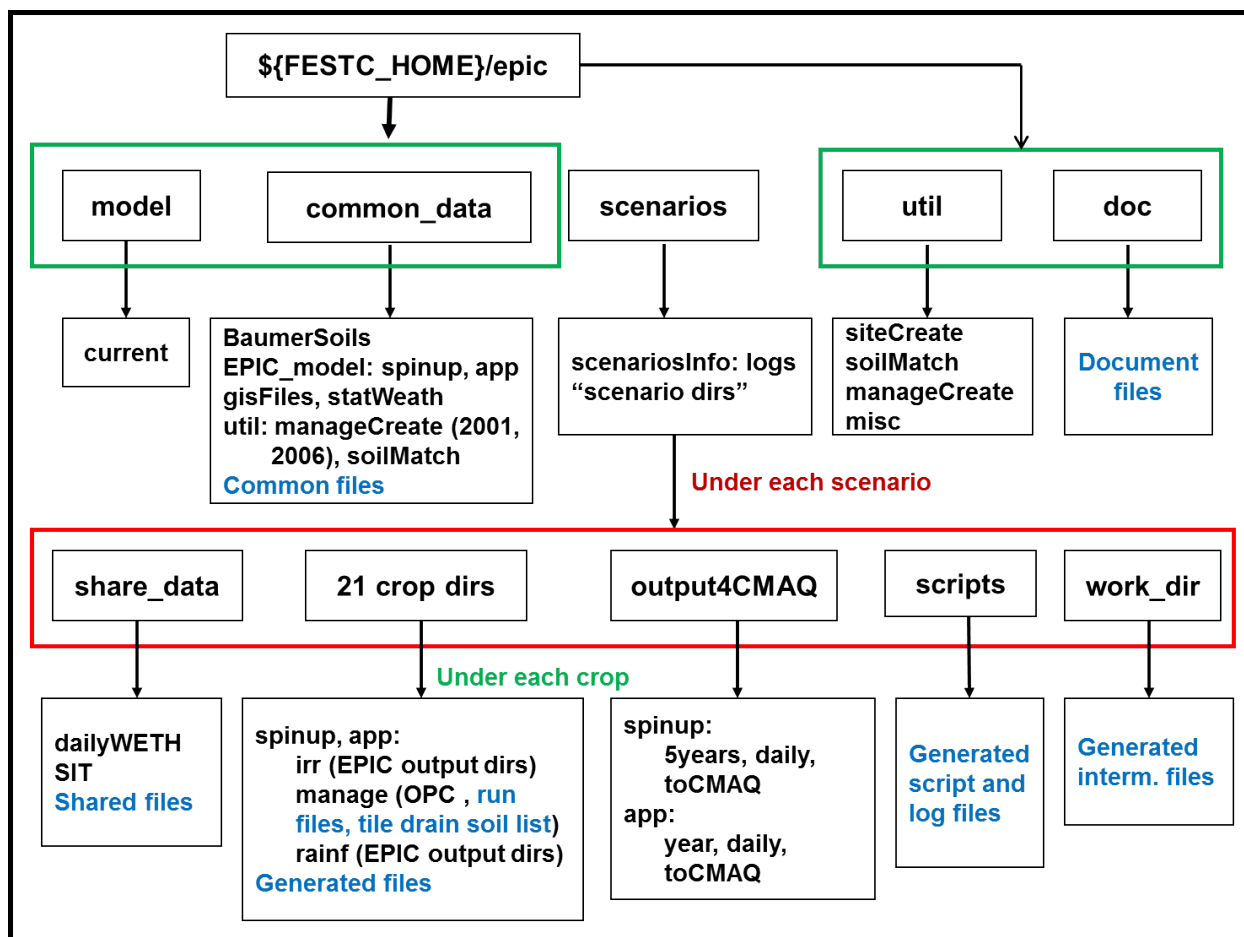 ${FESTC_HOME}/epic
model
common_data
scenarios
util
doc
current
BaumerSoils
EPIC_model: spinup, app
gisFiles, statWeath
util: manageCreate (2001,
2006), soilMatch
Common files
scenariosInfo: logs
“scenario dirs”
siteCreate
soilMatch
manageCreate
misc
Document
files
Under each scenario
share_data
21 crop dirs
output4CMAQ
scripts
work_dir
Under each crop
dailyWETH
SIT
Shared files
spinup, app:
irr (EPIC output dirs)
manage (OPC , run
files, tile drain soil list)
rainf (EPIC output dirs)
Generated files
spinup:
5years, daily,
toCMAQ
app:
year, daily,
toCMAQ
Generated
script and
log files
Generated
interm. files